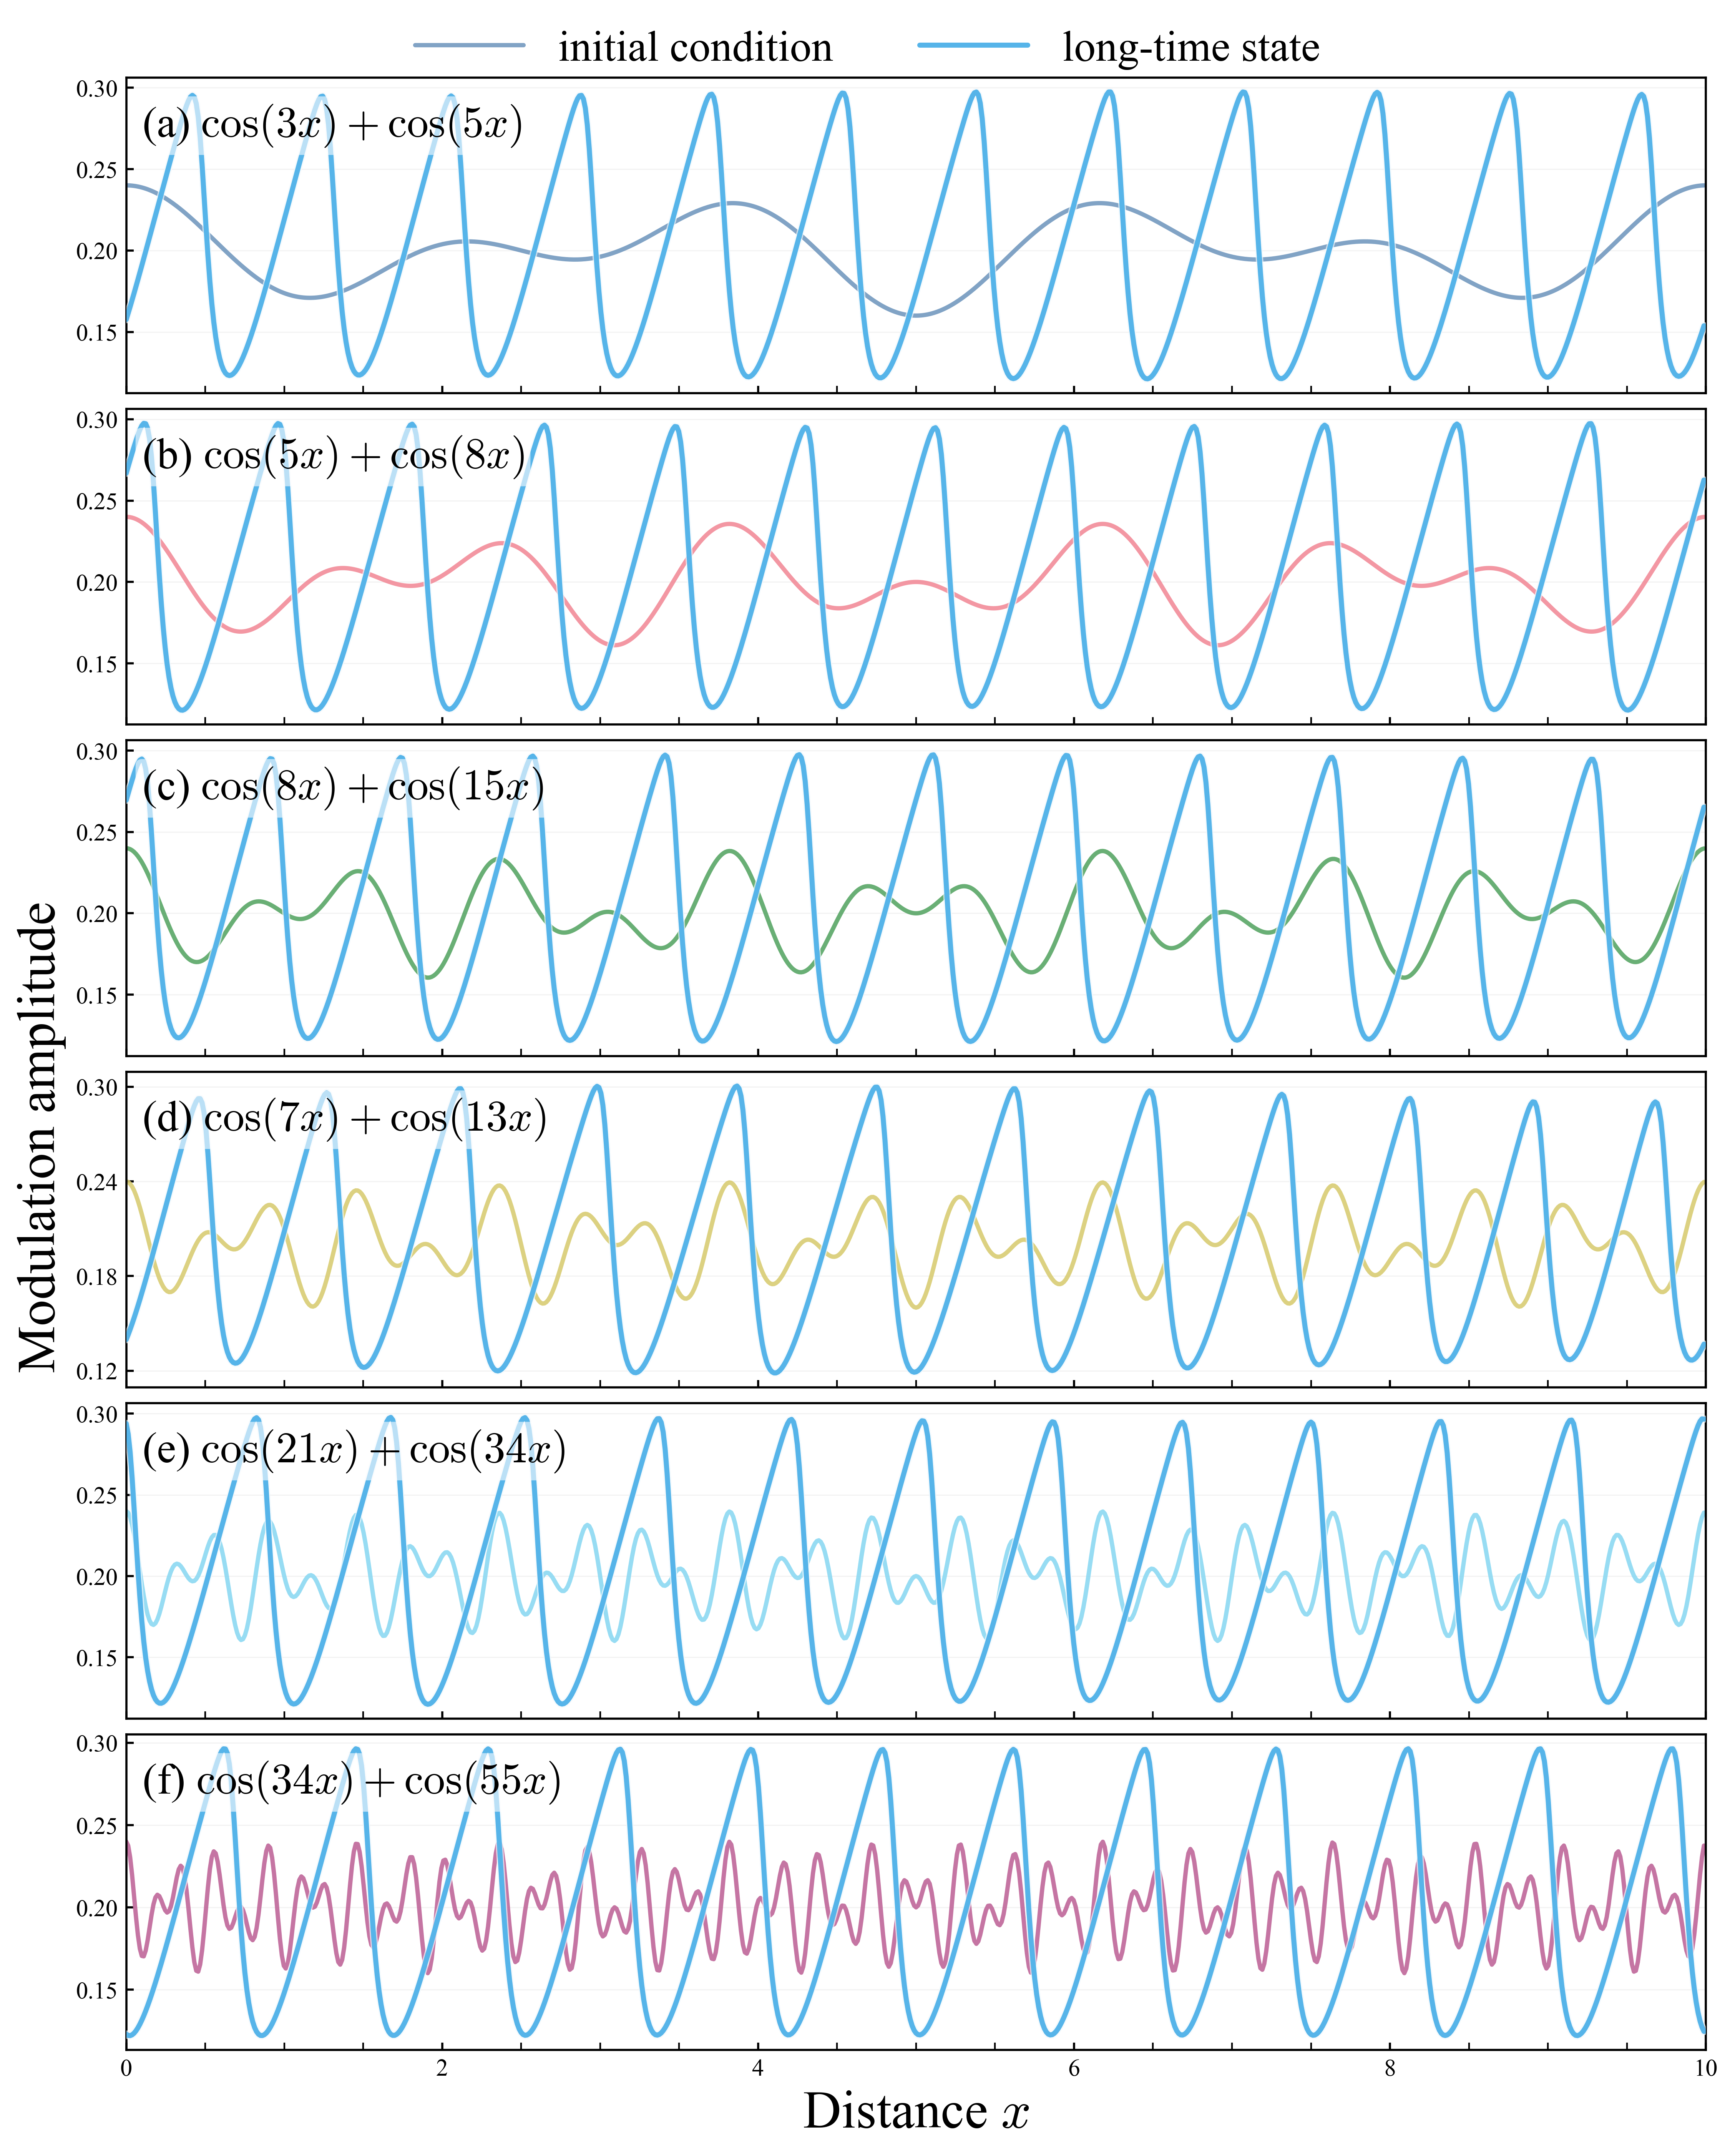 initial condition long-time state
(a) cos(3x) + cos(5x)
0.30
0.25
0.20
0.15
(b) cos(5x) + cos(8x)
0.30
0.25
0.20
0.15
(c) cos(8x) + cos(15x)
0.30
0.25
0.20
0.15
(d) cos(7x) + cos(13x)
0.30
0.24
0.18
0.12
(e) cos(21x) + cos(34x)
0.30
0.25
0.20
0.15
(f) cos(34x) + cos(55x)
0.30
0.25
0.20
0.15
0 2 4 6 8 10
Distance x
Modulation amplitude